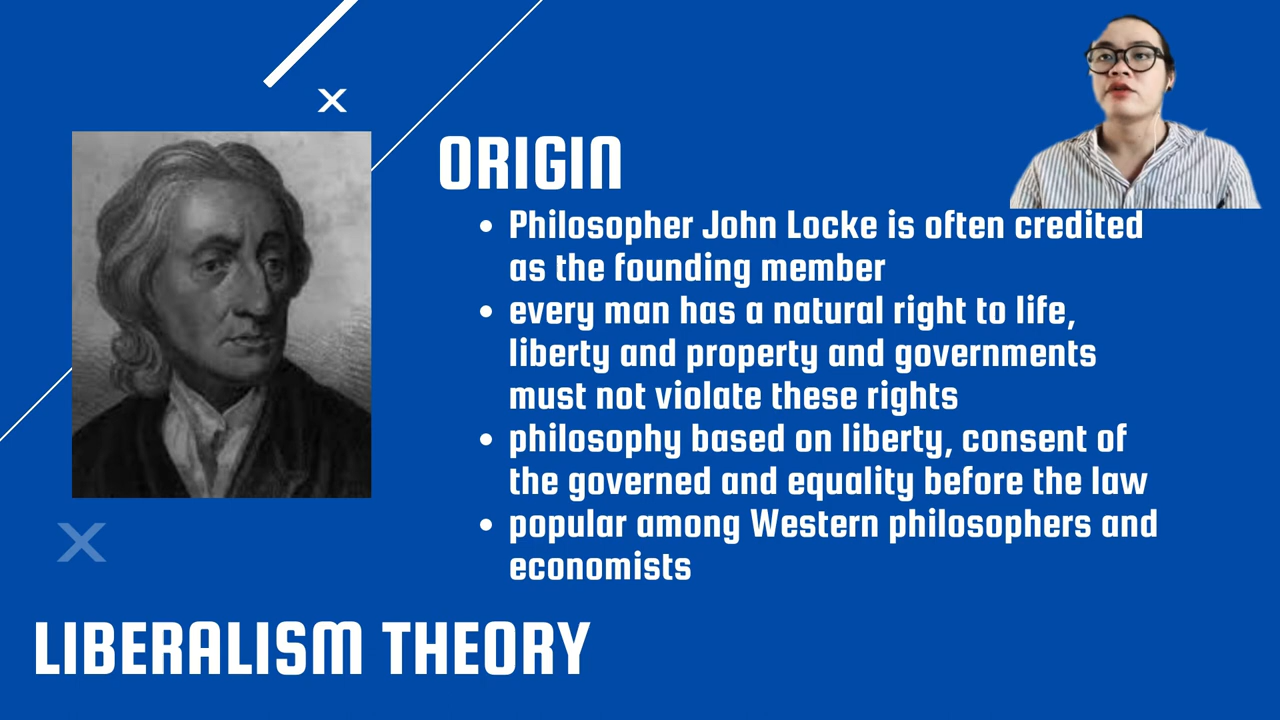 ORIGIN
• Philosopher John Locke is often credited
as the founding member
• every man has a natural right to life,
liberty and property and governments
must not violate these rights
• philosophy based on liberty, consent of
the governed and equality before the law
• popular among Western philosophers and
economists
LIBERALISM THEORY